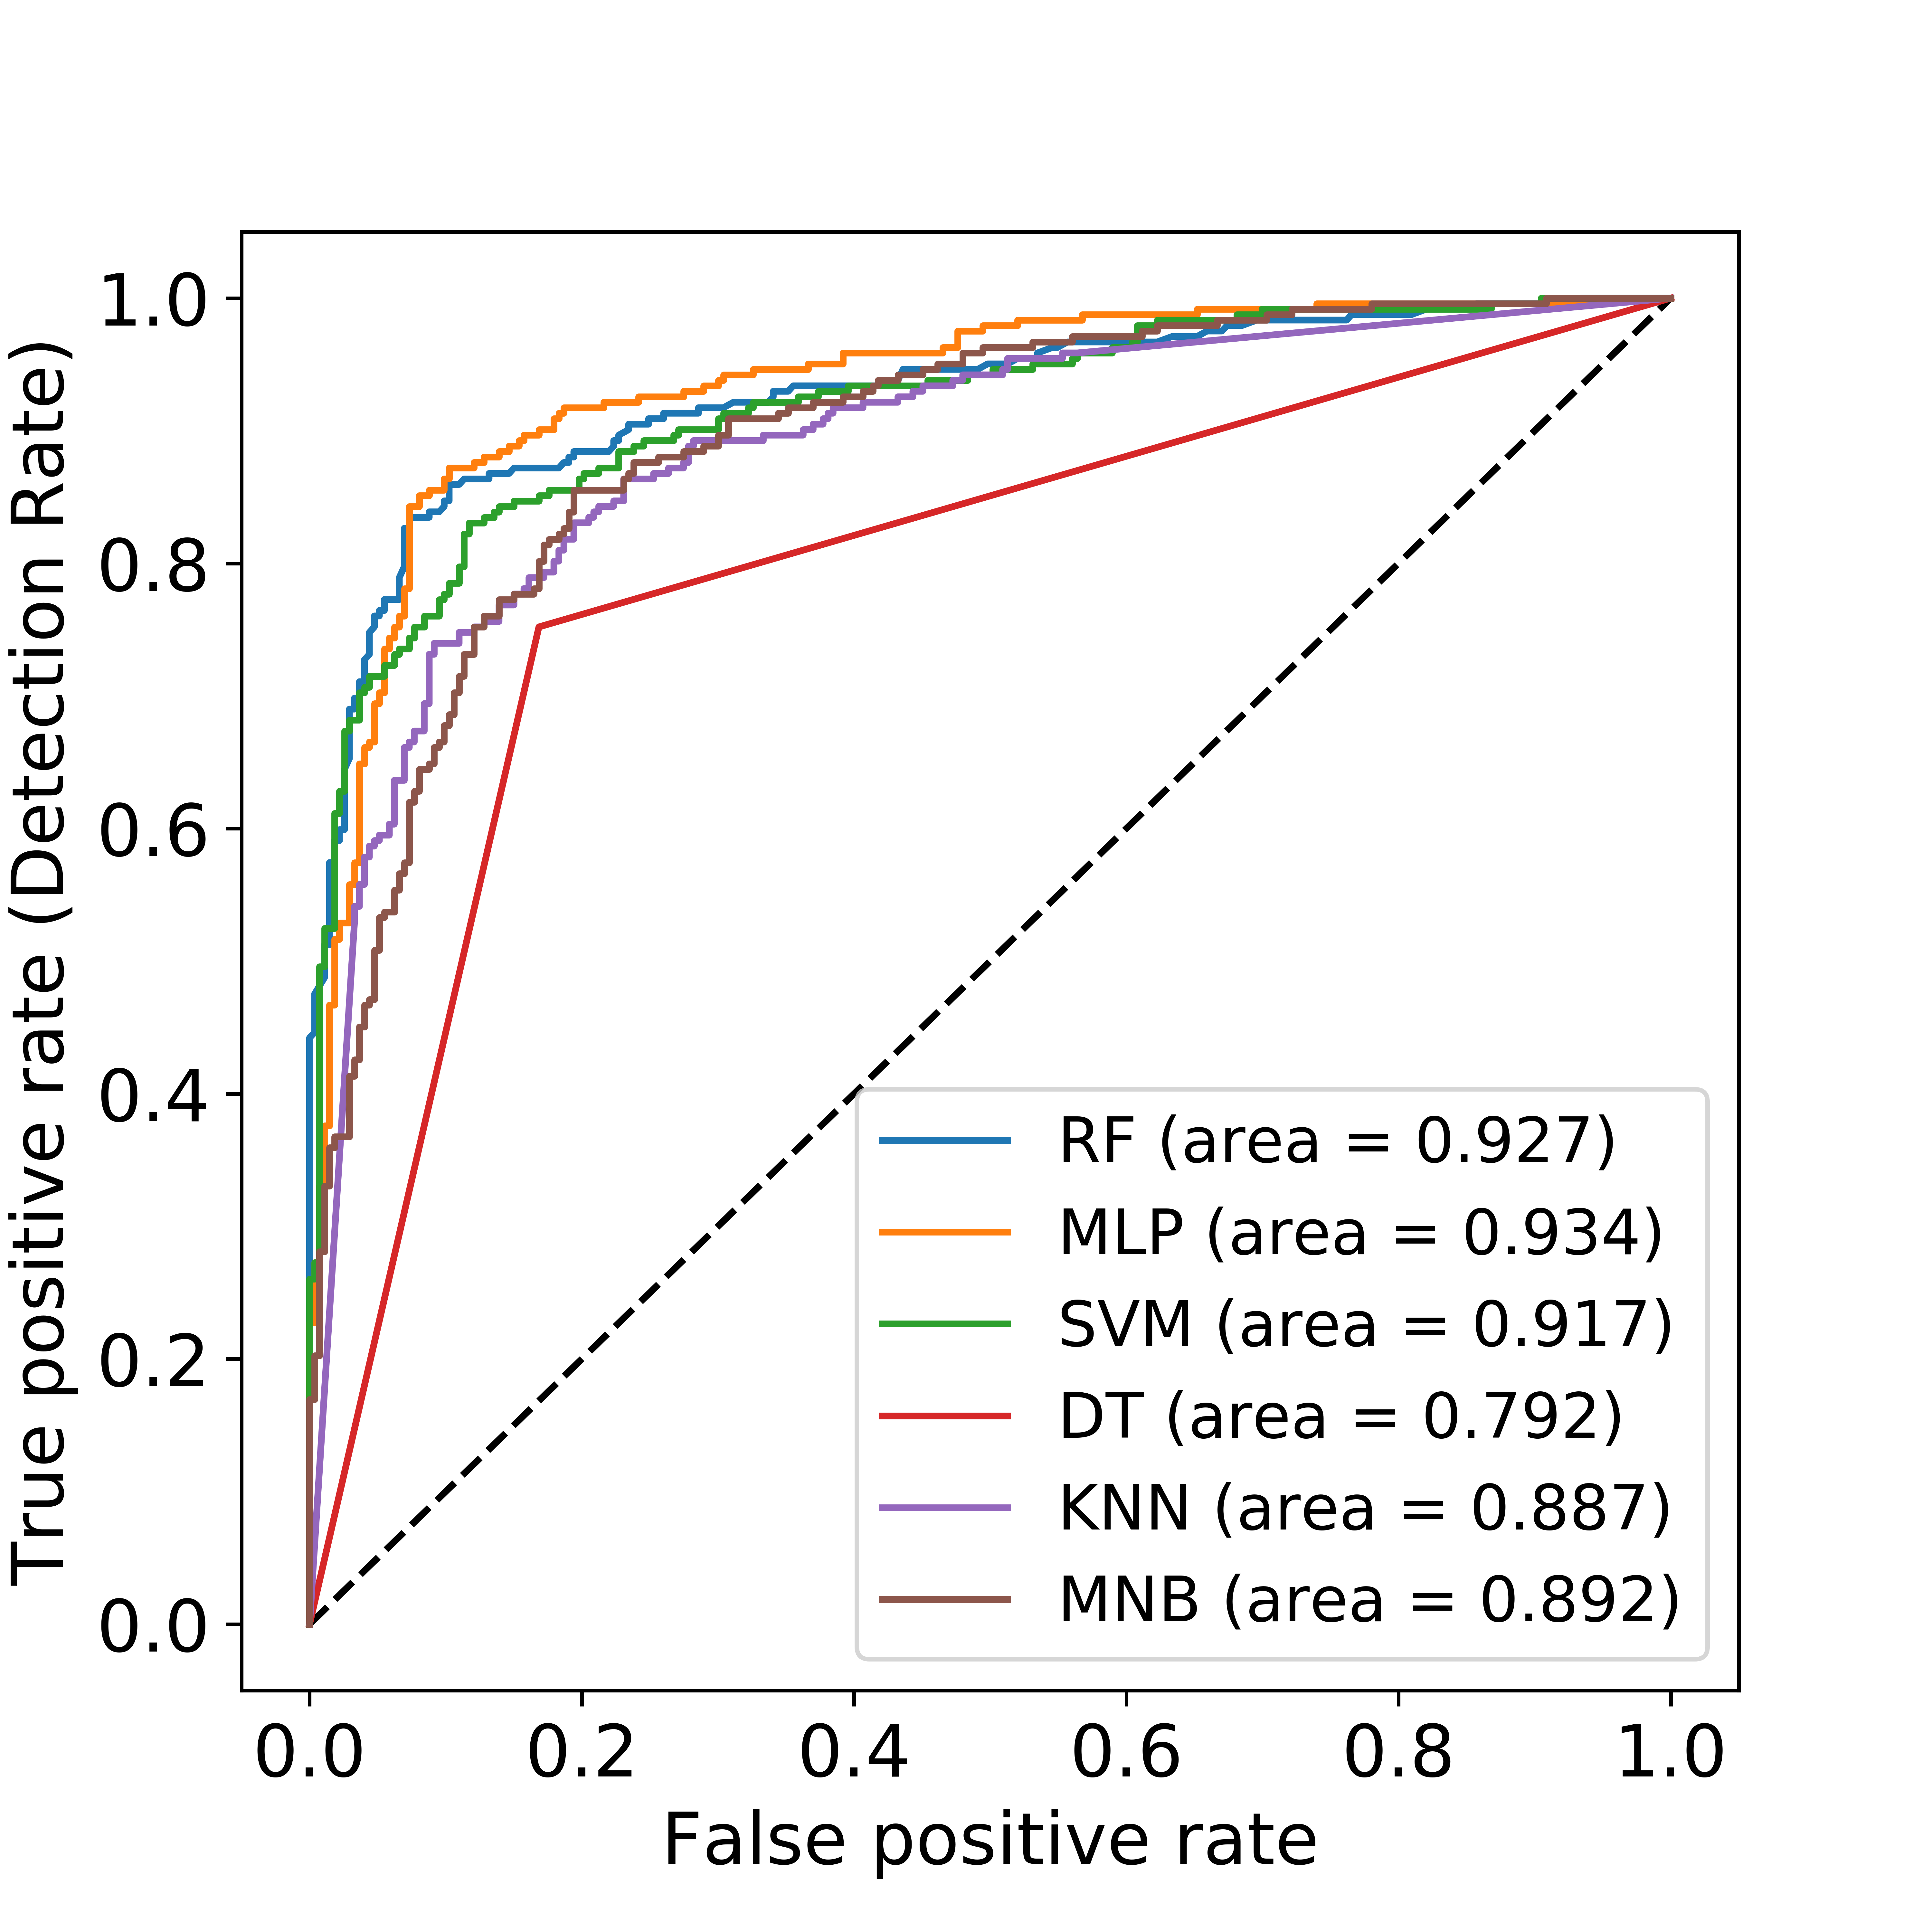 True positive rate (Detection Rate)
1.0
0.8
0.6
0.4
0.2
0.0
RF (area = 0.927)
MLP (area = 0.934)
SVM (area = 0.917)
DT (area = 0.792)
KNN (area = 0.887)
MNB (area = 0.892)
0.0 0.2 0.4 0.6 0.8 1.0
False positive rate